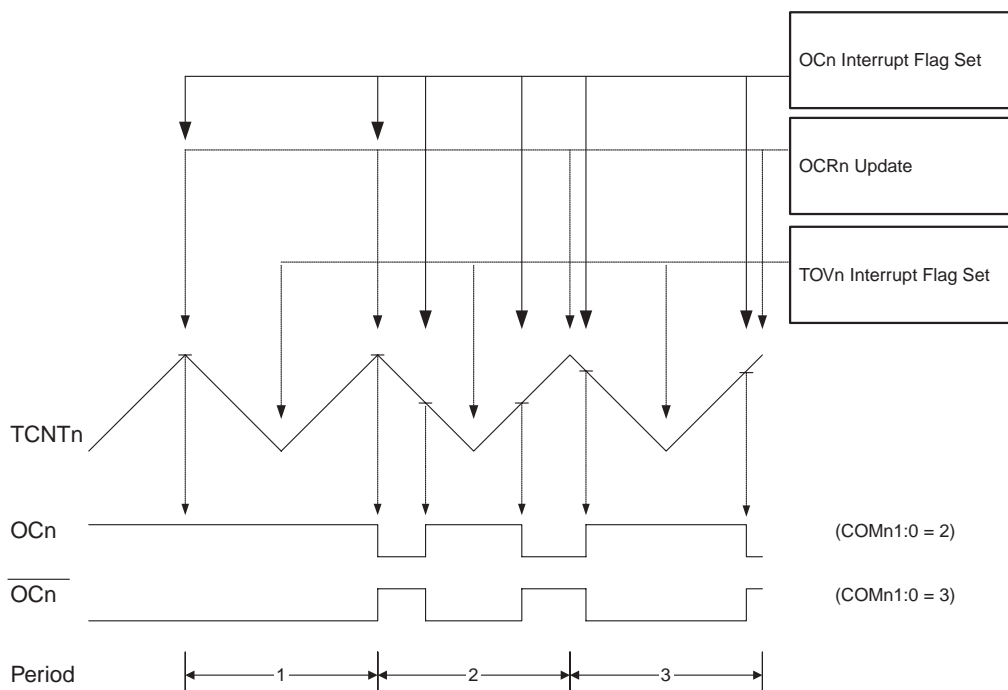 OCn Interrupt Flag Set
OCRn Update
TOVn Interrupt Flag Set
TCNTn
OCn (COMn1:0 = 2)
OCn (COMn1:0 = 3)
Period 1 2 3